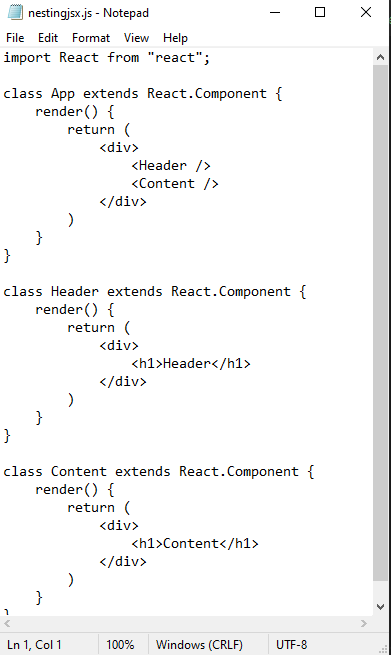 nestingjsx.js - Notepad
File Edit Format View Help
import React from "react";

class App extends React.Component {
    render() {
        return (
            <div>
                <Header />
                <Content />
            </div>
        )
    }
}

class Header extends React.Component {
    render() {
        return (
            <div>
                <h1>Header</h1>
            </div>
        )
    }
}

class Content extends React.Component {
    render() {
        return (
            <div>
                <h1>Content</h1>
            </div>
        )
    }
}
Ln 1, Col 1 100% Windows (CRLF) UTF-8